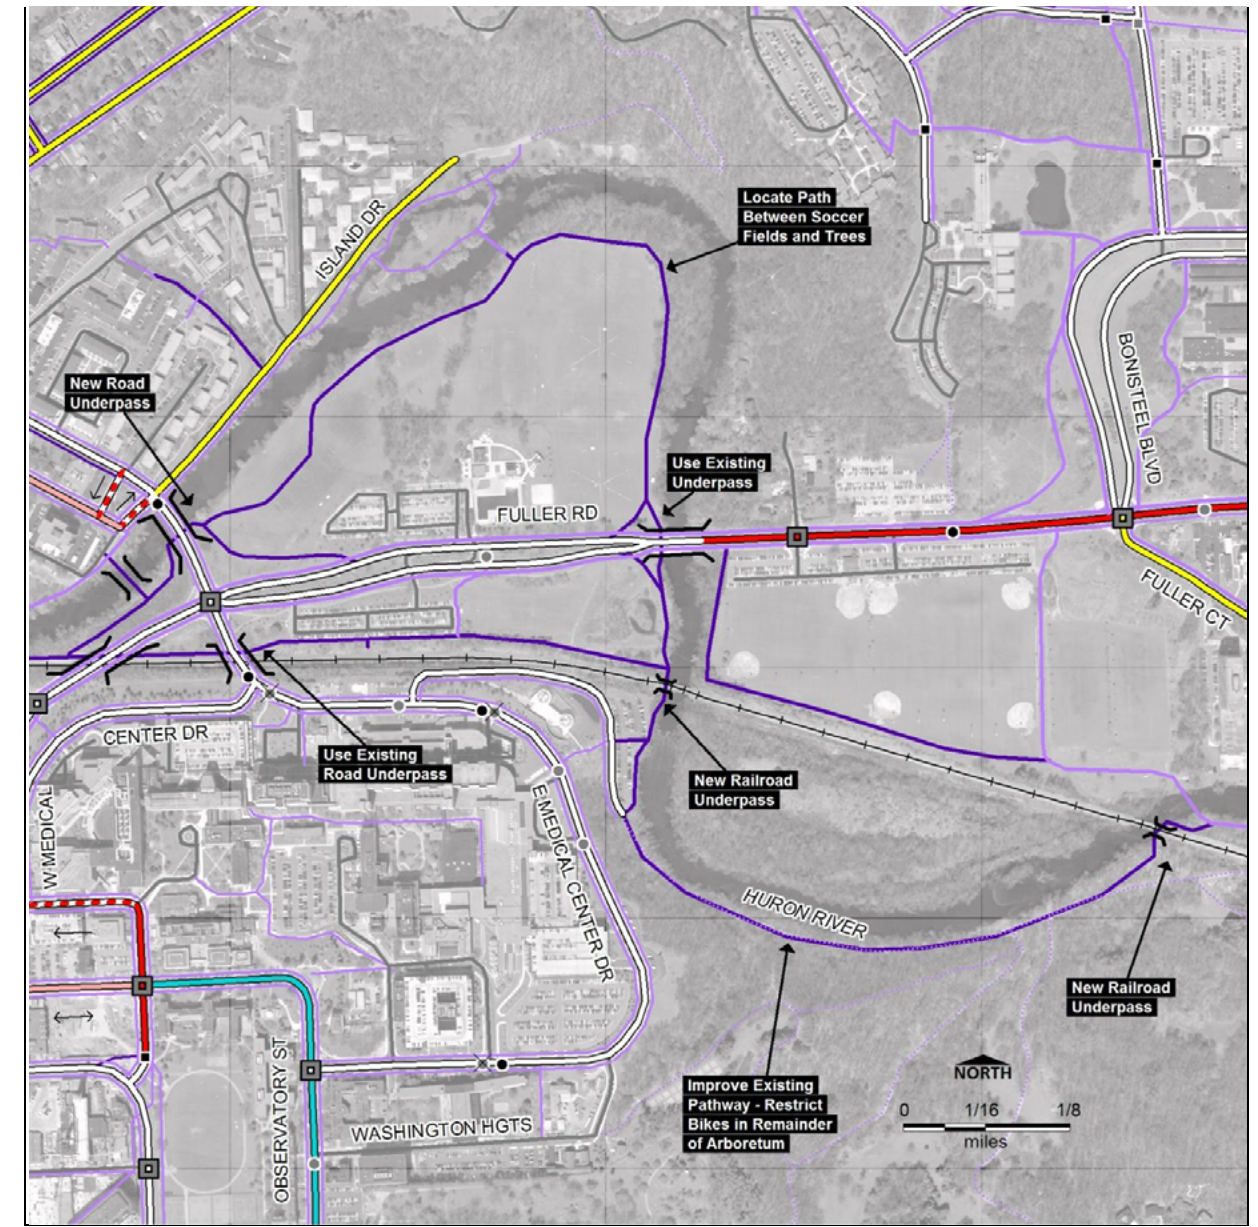 Locate Path
Between Soccer
Fields and Trees
ISLAND DR
New Road
Underpass
BONISTEEL BLVD
Use Existing
Underpass
FULLER RD
FULLER CT
CENTER DR
Use Existing
Road Underpass
New Railroad
Underpass
W MEDICAL
E MEDICAL CENTER DR
HURON RIVER
New Railroad
Underpass
OBSERVATORY ST
WASHINGTON HGTS
Improve Existing
Pathway - Restrict
Bikes in Remainder
of Arboretum
NORTH
0 1/16 1/8
miles